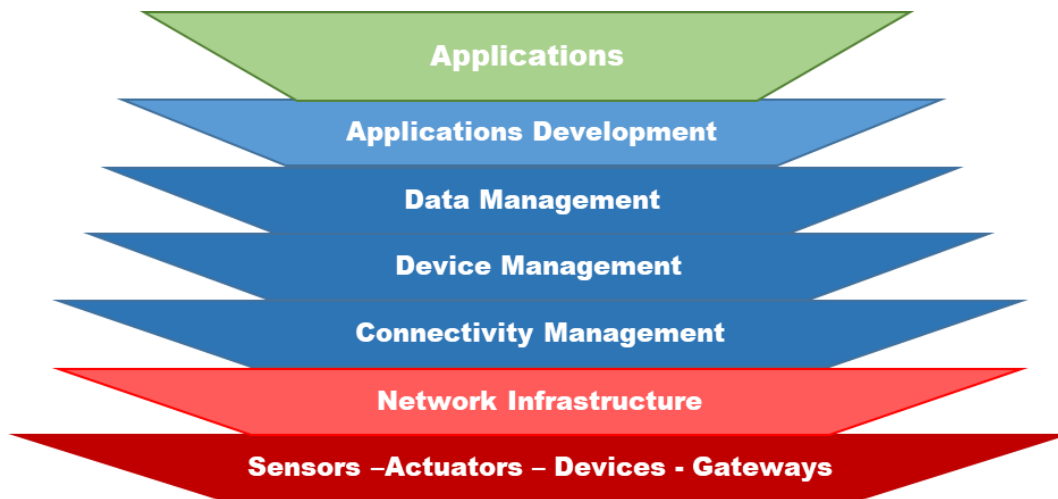 Applications
Applications Development
Data Management
Device Management
Connectivity Management
Network Infrastructure
Sensors –Actuators – Devices - Gateways